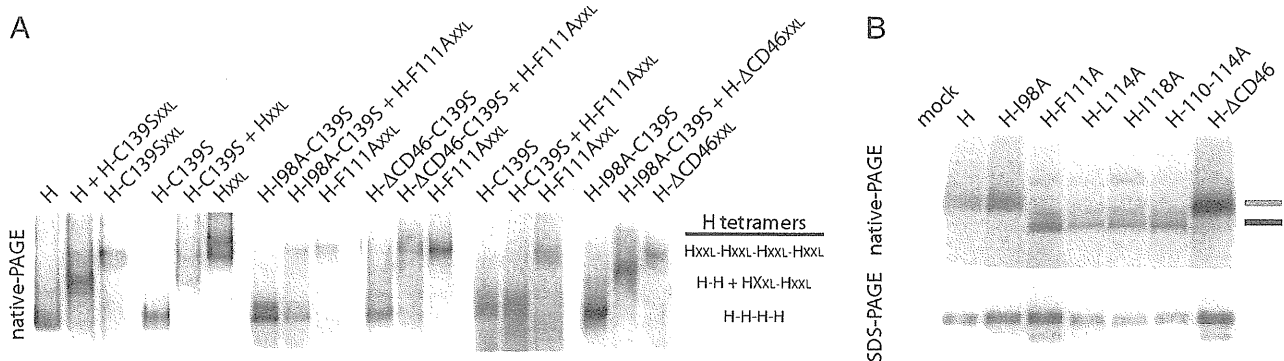 A
H
H + H-C139SXXL
H-C139SXXL
H-C139S
H-C139S + HXXL
HXXL
H-I98A-C139S
H-I98A-C139S + H-F111AXXL
H-F111AXXL
H-ΔCD46-C139S
H-ΔCD46-C139S + H-F111AXXL
H-F111AXXL
H-C139S
H-C139S + H-F111AXXL
H-F111AXXL
H-I98A-C139S
H-I98A-C139S + H-ΔCD46XXL
H-ΔCD46XXL
native-PAGE
H tetramers
HXXL-HXXL-HXXL-HXXL
H-H + HXXL-HXXL
H-H-H-H
B
mock
H
H-I98A
H-F111A
H-L114A
H-I118A
H-110-114A
H-ΔCD46
native-PAGE
SDS-PAGE